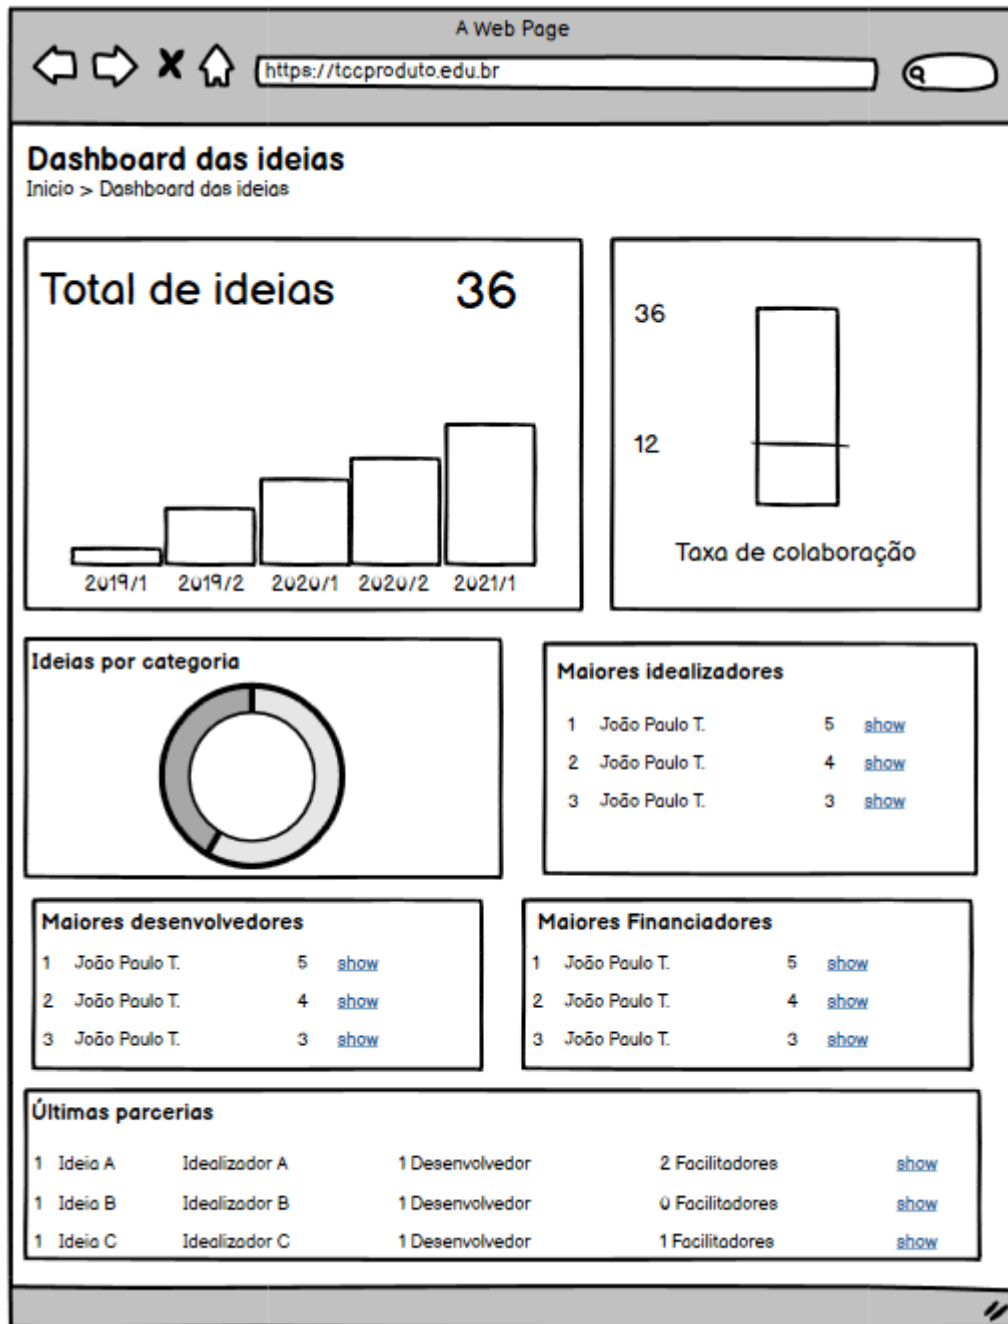 A Web Page
https://tccproduto.edu.br
Dashboard das ideias
Inicio > Dashboard das ideias
Total de ideias 36
2019/1 2019/2 2020/1 2020/2 2021/1
36
12
Taxa de colaboração
Ideias por categoria
Maiores idealizadores
1 João Paulo T. 5 show
2 João Paulo T. 4 show
3 João Paulo T. 3 show
Maiores desenvolvedores
1 João Paulo T. 5 show
2 João Paulo T. 4 show
3 João Paulo T. 3 show
Maiores Financiadores
1 João Paulo T. 5 show
2 João Paulo T. 4 show
3 João Paulo T. 3 show
Últimas parcerias
1 Ideia A Idealizador A 1 Desenvolvedor 2 Facilitadores show
1 Ideia B Idealizador B 1 Desenvolvedor 0 Facilitadores show
1 Ideia C Idealizador C 1 Desenvolvedor 1 Facilitadores show